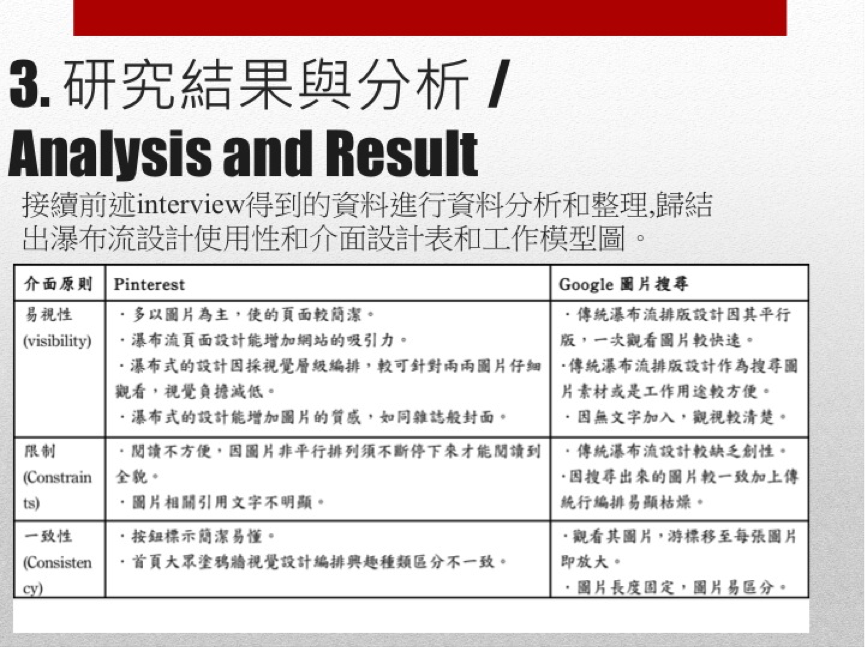 3. 研究結果與分析 /
Analysis and Result
接續前述interview得到的資料進行資料分析和整理,歸結
出瀑布流設計使用性和介面設計表和工作模型圖。
介面原則 Pinterest Google 圖片搜尋
易視性
(visibility)
・多以圖片為主，使的頁面較簡潔。
・瀑布流頁面設計能增加網站的吸引力。
・瀑布式的設計因採視覺層級編排，較可針對兩兩圖片仔細
觀看，視覺負擔減低。
・瀑布式的設計能增加圖片的質感，如同雜誌般封面。
・傳統瀑布流排版設計因其平行
版，一次觀看圖片較快速。
・傳統瀑布流排版設計作為搜尋圖
片素材或是工作用途較方便。
・因無文字加入，觀視較清楚。
限制
(Constrain
ts)
・閱讀不方便，因圖片非平行排列須不斷停下來才能閱讀到
全貌。
・圖片相關引用文字不明顯。
・傳統瀑布流設計較缺乏創性。
・因搜尋出來的圖片較一致加上傳
統行編排易顯枯燥。
一致性
(Consisten
cy)
・按鈕標示簡潔易懂。
・首頁大眾塗鴉牆視覺設計編排興趣種類區分不一致。
・觀看其圖片，游標移至每張圖片
即放大。
・圖片長度固定，圖片易區分。